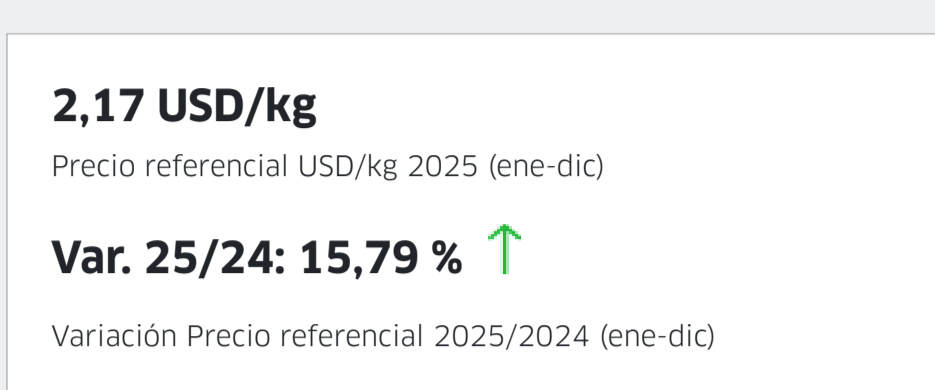 2,17 USD/kg
Precio referencial USD/kg 2025 (ene-dic)
Var. 25/24: 15,79 %
Variación Precio referencial 2025/2024 (ene-dic)